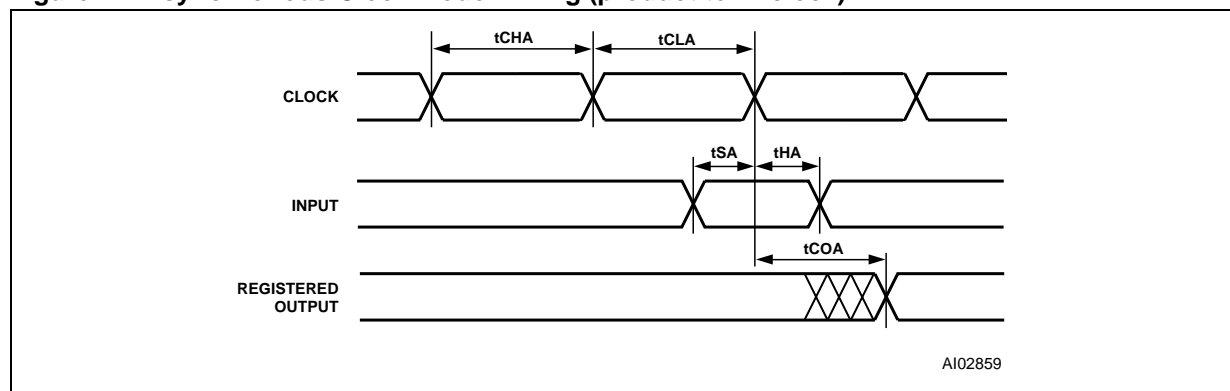 tCHA tCLA
CLOCK
tSA tHA
INPUT
tCOA
REGISTERED
OUTPUT
AI02859